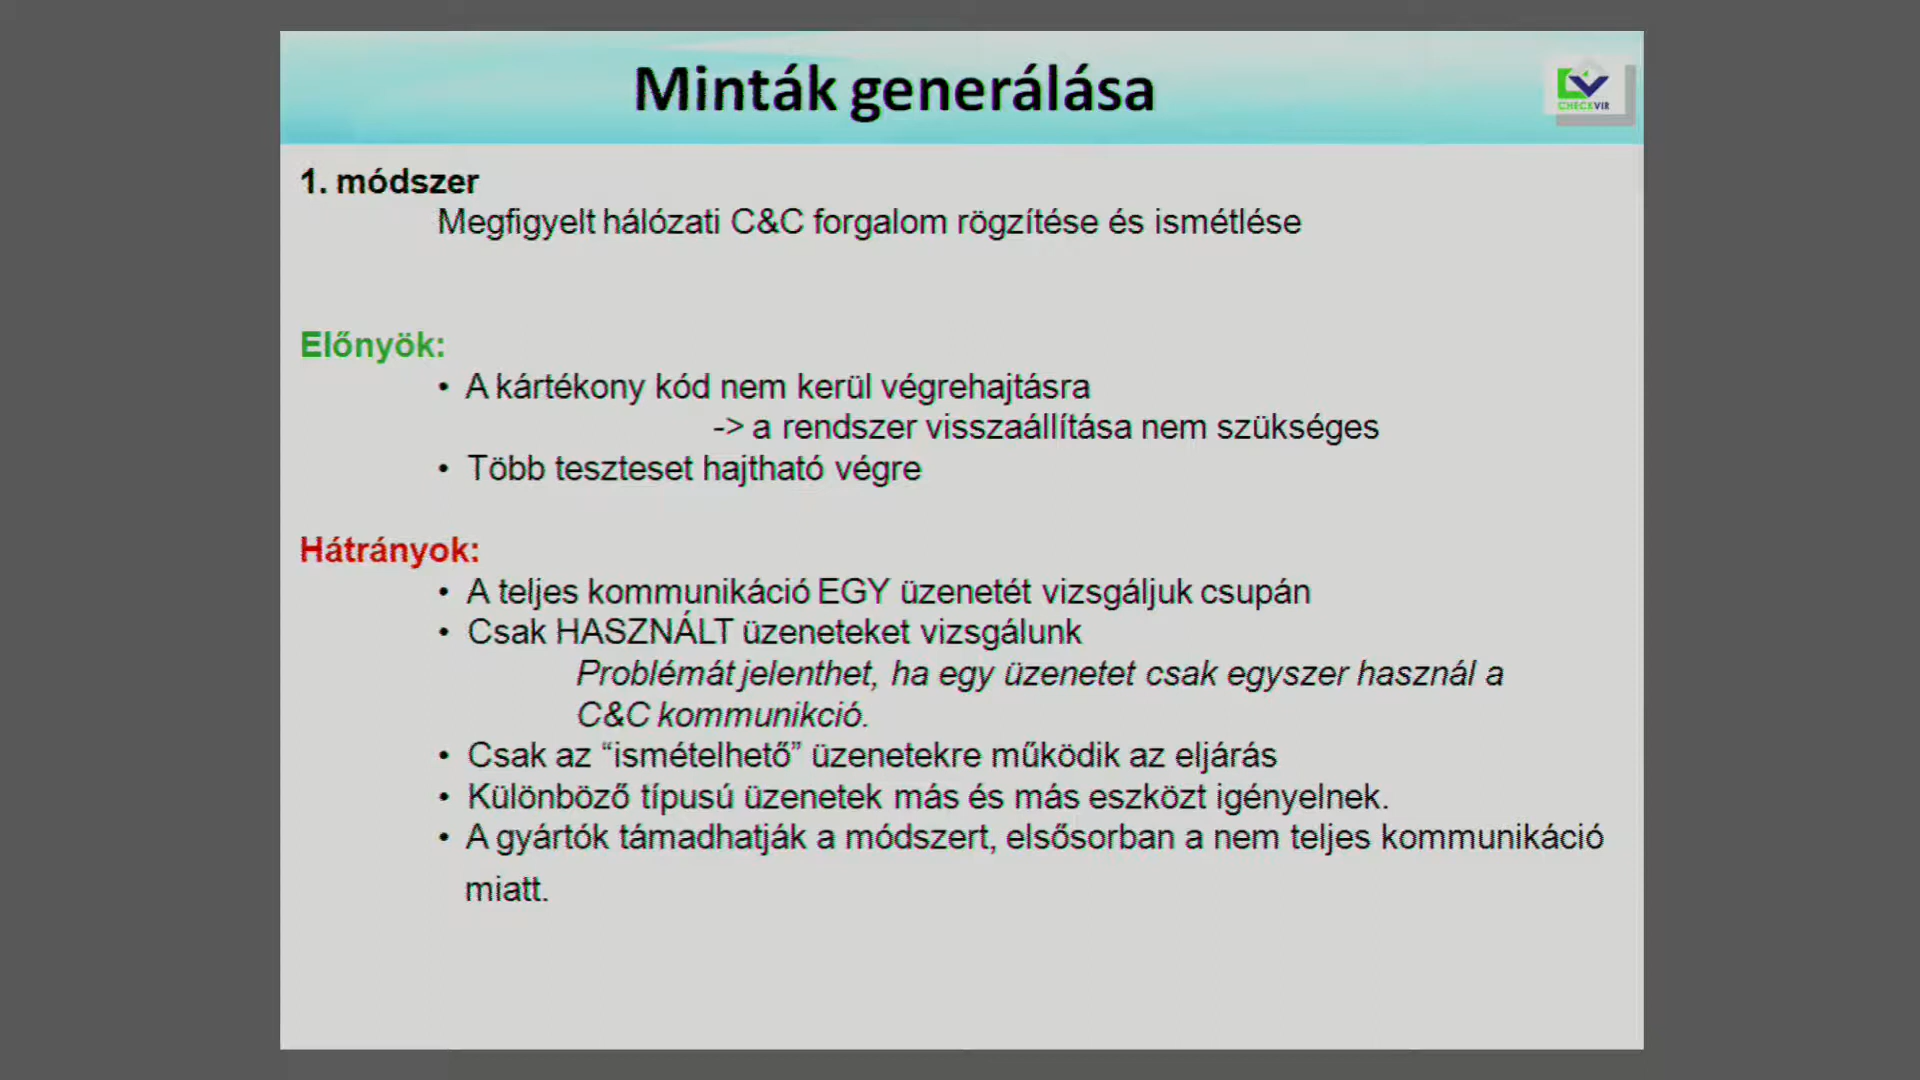 Minták generálása
CHECKVIR
1. módszer
Megfigyelt hálózati C&C forgalom rögzítése és ismétlése
Előnyök:
• A kártékony kód nem kerül végrehajtásra
-> a rendszer visszaállítása nem szükséges
• Több teszteset hajtható végre
Hátrányok:
• A teljes kommunikáció EGY üzenetét vizsgáljuk csupán
• Csak HASZNÁLT üzeneteket vizsgálunk
Problémát jelenthet, ha egy üzenetet csak egyszer használ a
C&C kommunikció.
• Csak az “ismételhető” üzenetekre működik az eljárás
• Különböző típusú üzenetek más és más eszközt igényelnek.
• A gyártók támadhatják a módszert, elsősorban a nem teljes kommunikáció
miatt.